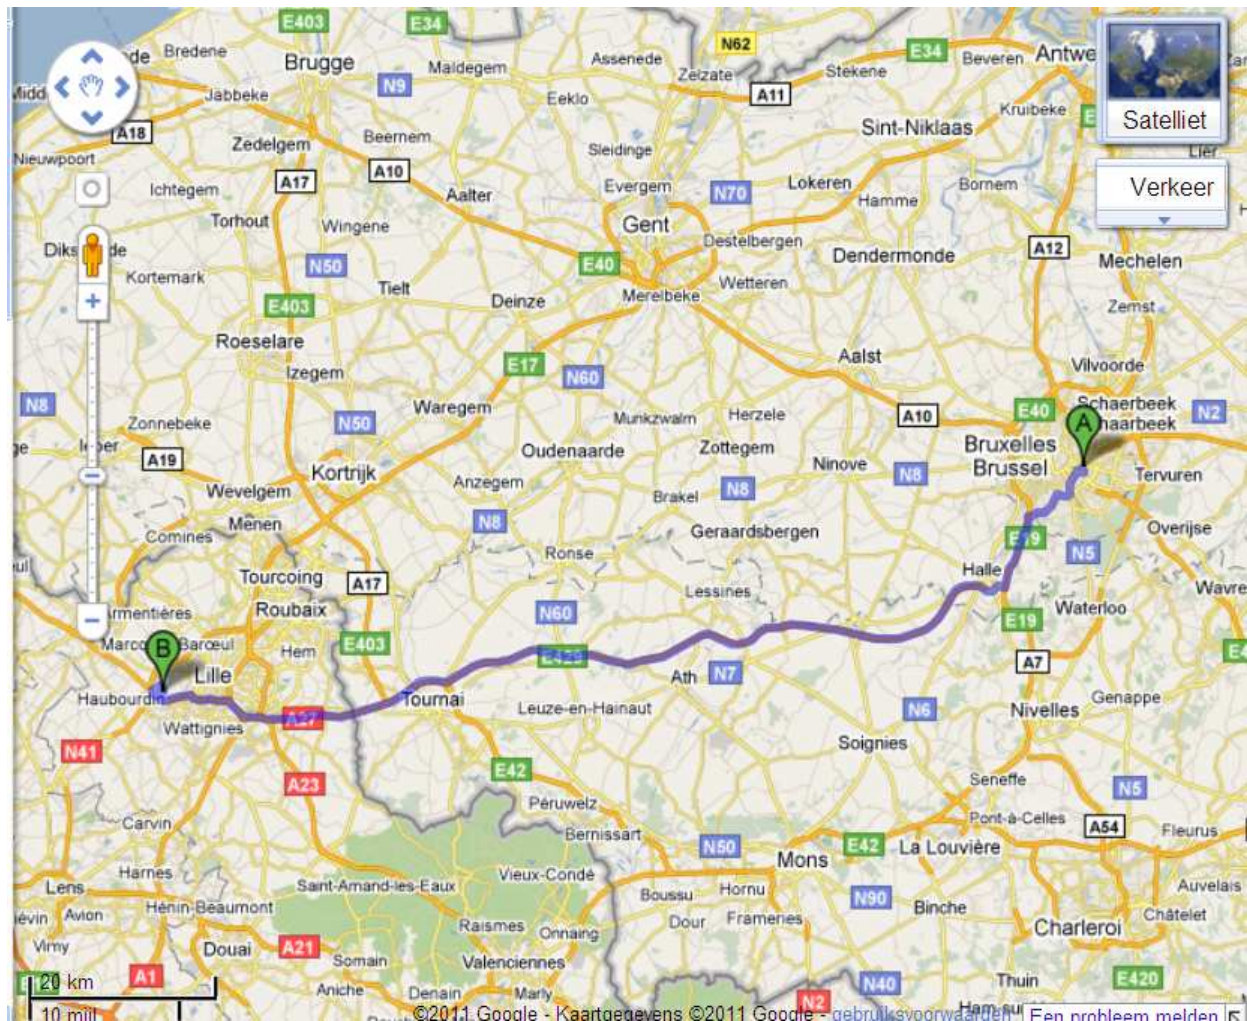 E403
E34
N62
E34
Brugge
Bredene
Maldegem
Assenede
Zelzate
Stekene
Beveren
Antwe
Jabbeke
N9
Eeklo
A11
Kruibeke
Satelliet
A18
Zedelgem
Beernem
Sint-Niklaas
Nieuwpoort
A10
Sleidinge
Lier
Verkeer
Ichtegem
A17
Aalter
Evergem
N70
Lokeren
Bornem
Torhout
Wingene
Gent
Hamme
Destelbergen
Dendermonde
A12
Mechelen
Kortemark
N50
E40
Tielt
Deinze
Merelbeke
Wetteren
Zemst
E403
Roeselare
Izegem
E17
N60
Aalst
Vilvoorde
N8
Zonnebeke
N50
Waregem
Munkzwalm
Herzele
A10
E40
Schaerbeek
N2
A
A19
Kortrijk
Oudenaarde
Zottegem
Ninove
Bruxelles
Brussel
Tervuren
Wevelgem
Anzegem
N8
Brakel
N8
Menen
N8
Geraardsbergen
E19
Overijse
Comines
Ronse
N5
Tourcoing
A17
Lessines
Halle
Wavre
Armentières
Roubaix
N60
Waterloo
E19
B
Barœul
Hem
E403
A7
Lille
Haubourdin
Ath
N7
Tournai
Leuze-en-Hainaut
N6
Nivelles
Genappe
Wattignies
A27
N41
Soignies
A23
E42
Seneffe
N5
Péruwelz
Pont-à-Celles
A54
Fleurus
Carvin
Bernissart
N50
Mons
E42
La Louvière
Harnes
Vieux-Condé
Hornu
Auvelais
Lens
Saint-Amand-les-Eaux
Boussu
N90
Binche
Châtelet
Avion
Hénin-Beaumont
Raismes
Onnaing
Dour
Frameries
Charleroi
Vimy
Douai
A21
Somain
Valenciennes
20 km
A1
Aniche
Denain
Marly
N40
Thuin
E420
N2
10 mijl
©2011 Google - Kaartgegevens ©2011 Google - gebruiksvoorwaarden
Een probleem melden